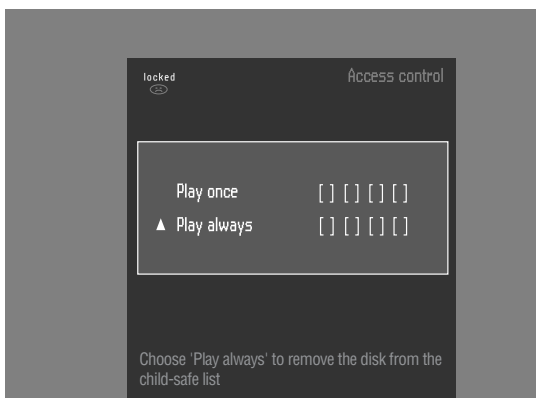 locked
Access control
Play once [ ] [ ] [ ] [ ]
▲ Play always [ ] [ ] [ ] [ ]
Choose 'Play always' to remove the disk from the
child-safe list